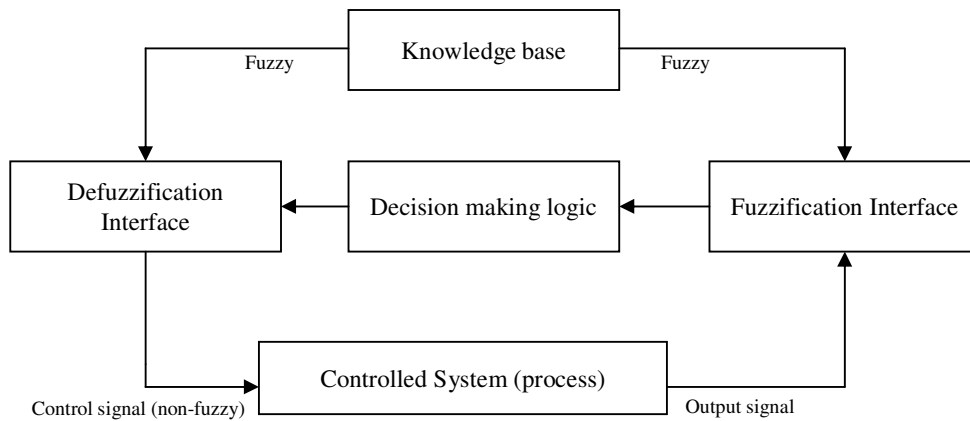 Knowledge base
Fuzzy
Fuzzy
Defuzzification
Interface
Decision making logic
Fuzzification Interface
Controlled System (process)
Control signal (non-fuzzy)
Output signal